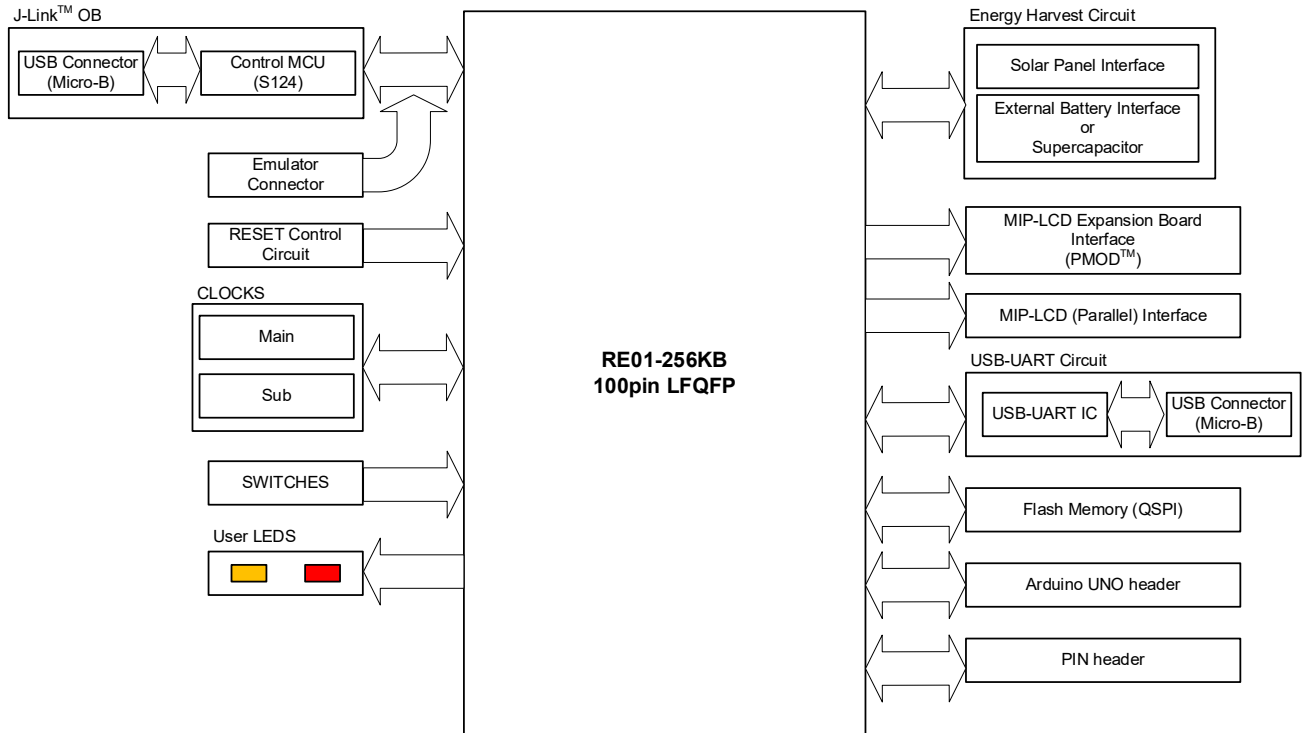 J-Link™ OB
USB Connector
(Micro-B)
Control MCU
(S124)
Emulator
Connector
RESET Control
Circuit
CLOCKS
Main
Sub
SWITCHES
User LEDS
RE01-256KB
100pin LFQFP
Energy Harvest Circuit
Solar Panel Interface
External Battery Interface
or
Supercapacitor
MIP-LCD Expansion Board
Interface
(PMOD™)
MIP-LCD (Parallel) Interface
USB-UART Circuit
USB-UART IC
USB Connector
(Micro-B)
Flash Memory (QSPI)
Arduino UNO header
PIN header